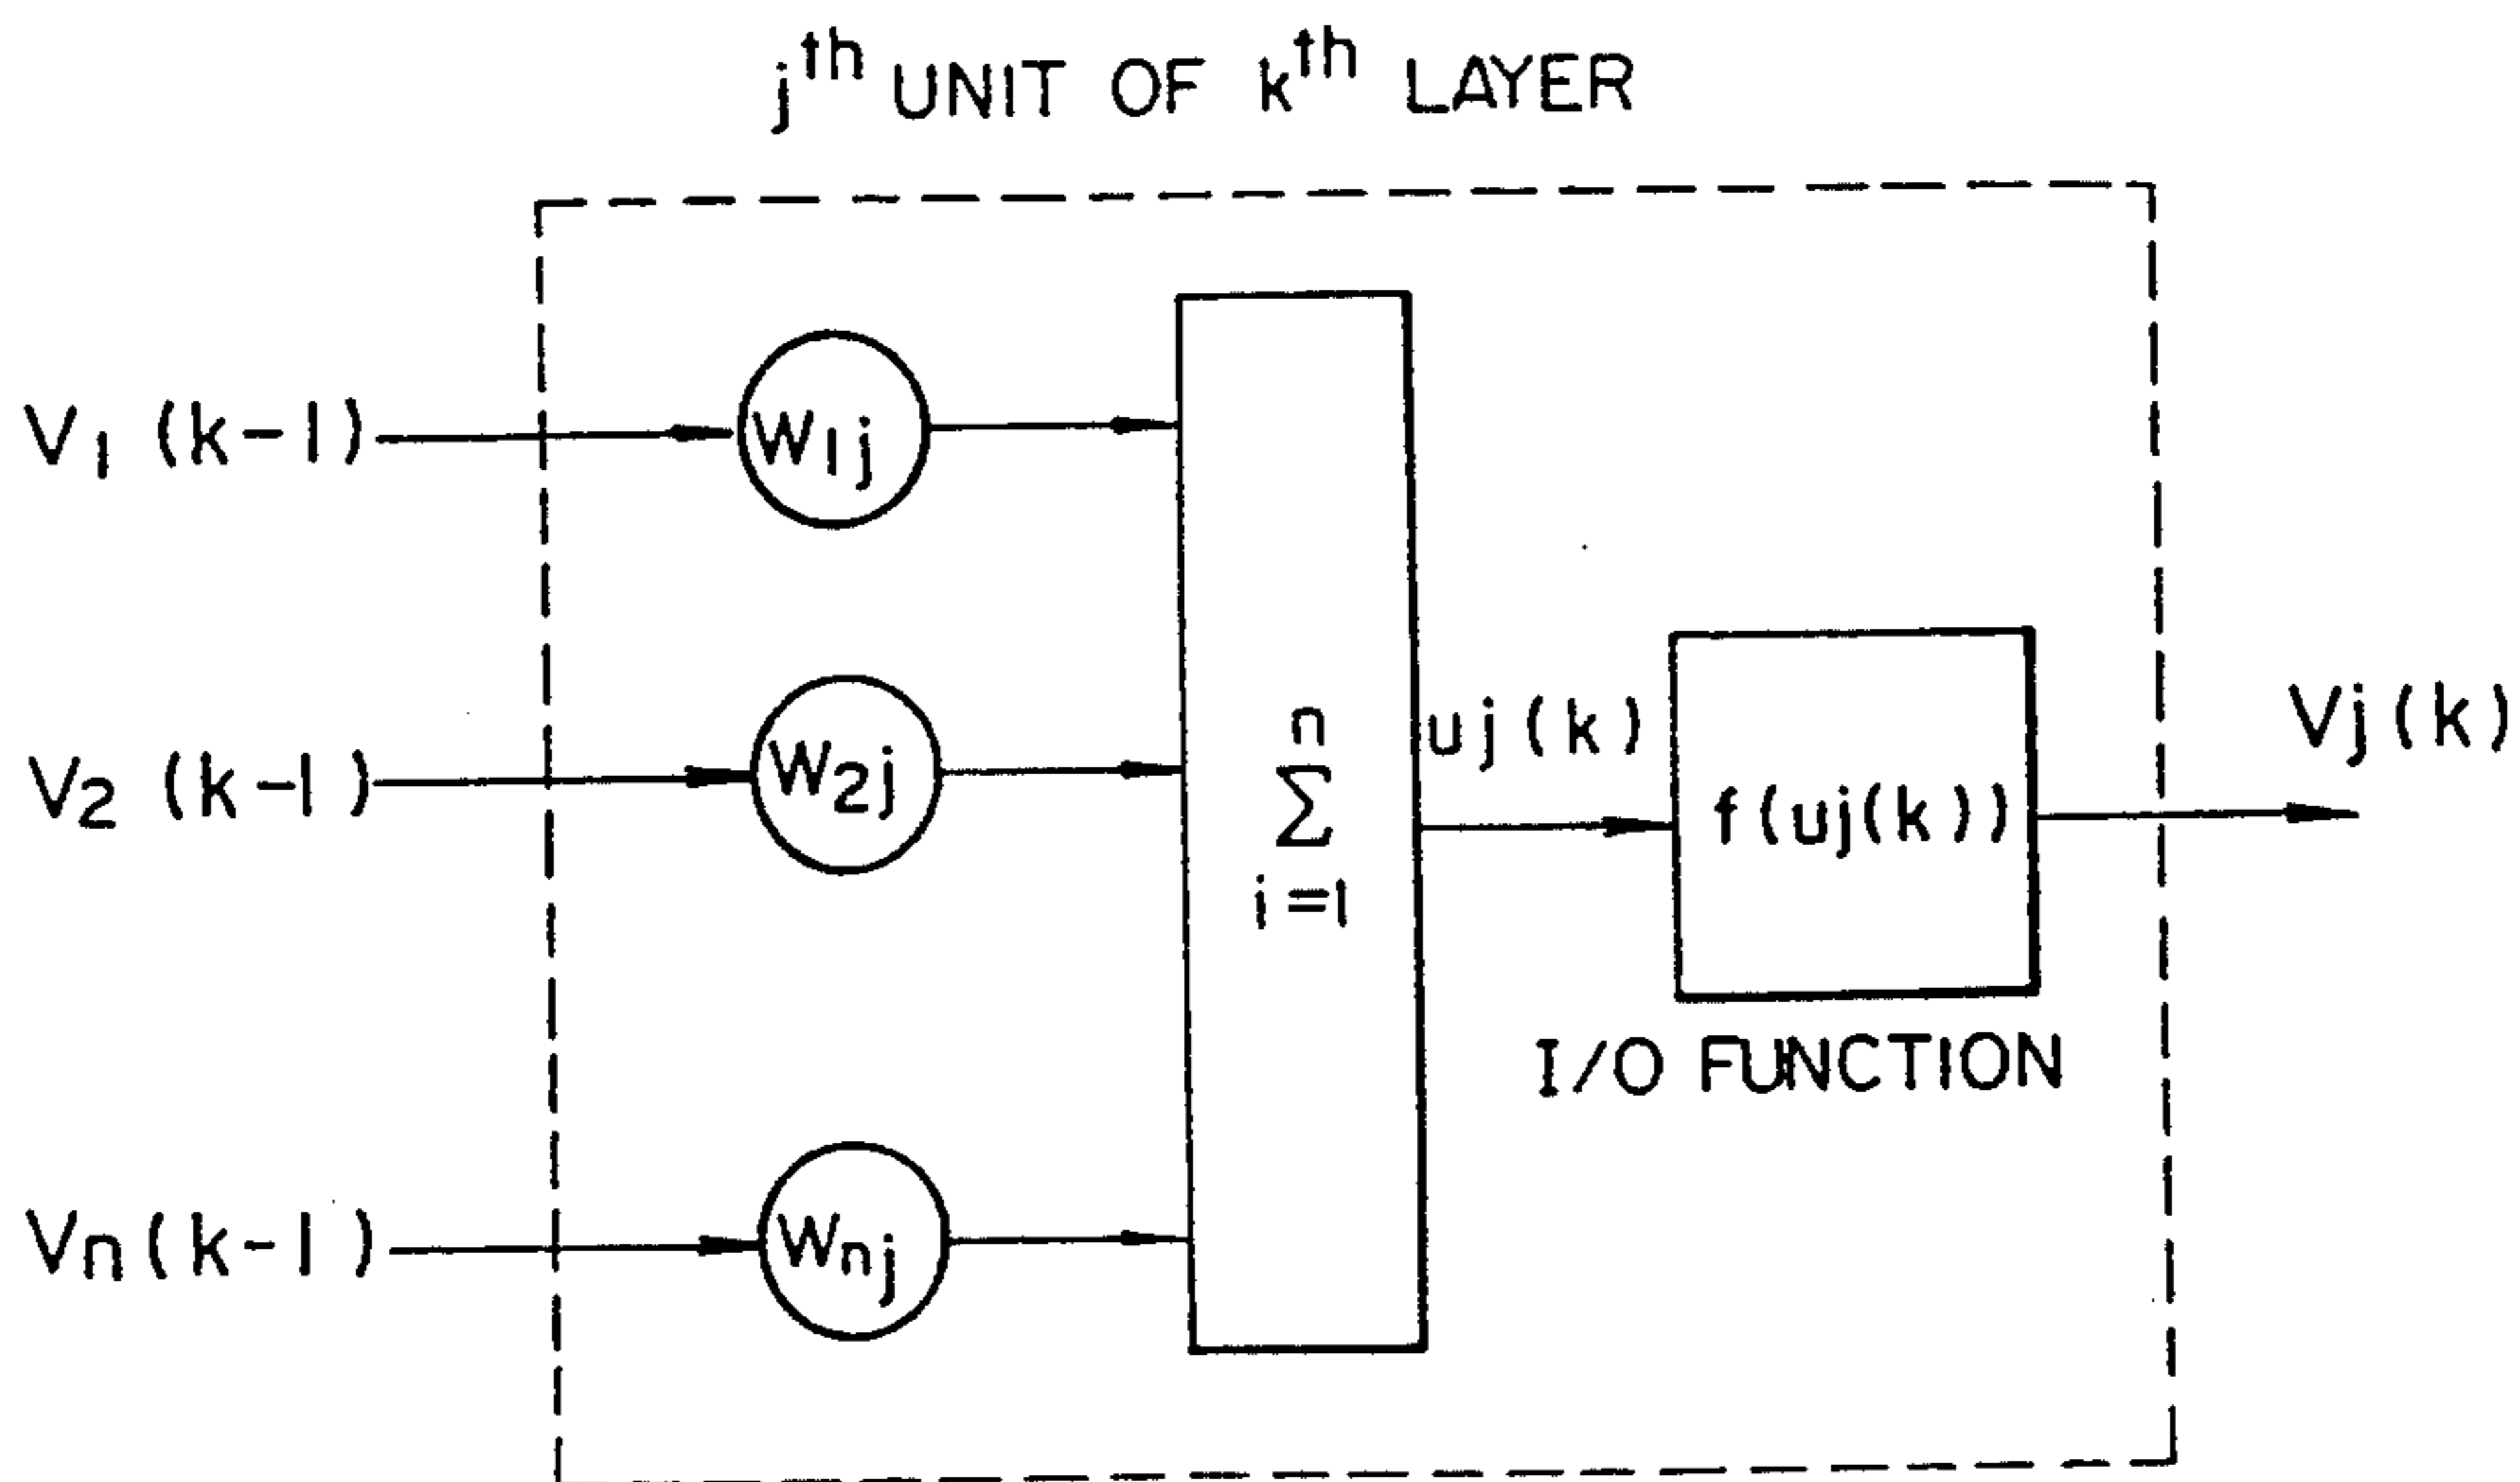 jth UNIT OF kth LAYER
V1 (k-1)
W1j
V2 (k-1)
W2j
n
Σ
i=1
uj(k)
f(uj(k))
Vj(k)
I/O FUNCTION
Vn(k-1)
Wnj